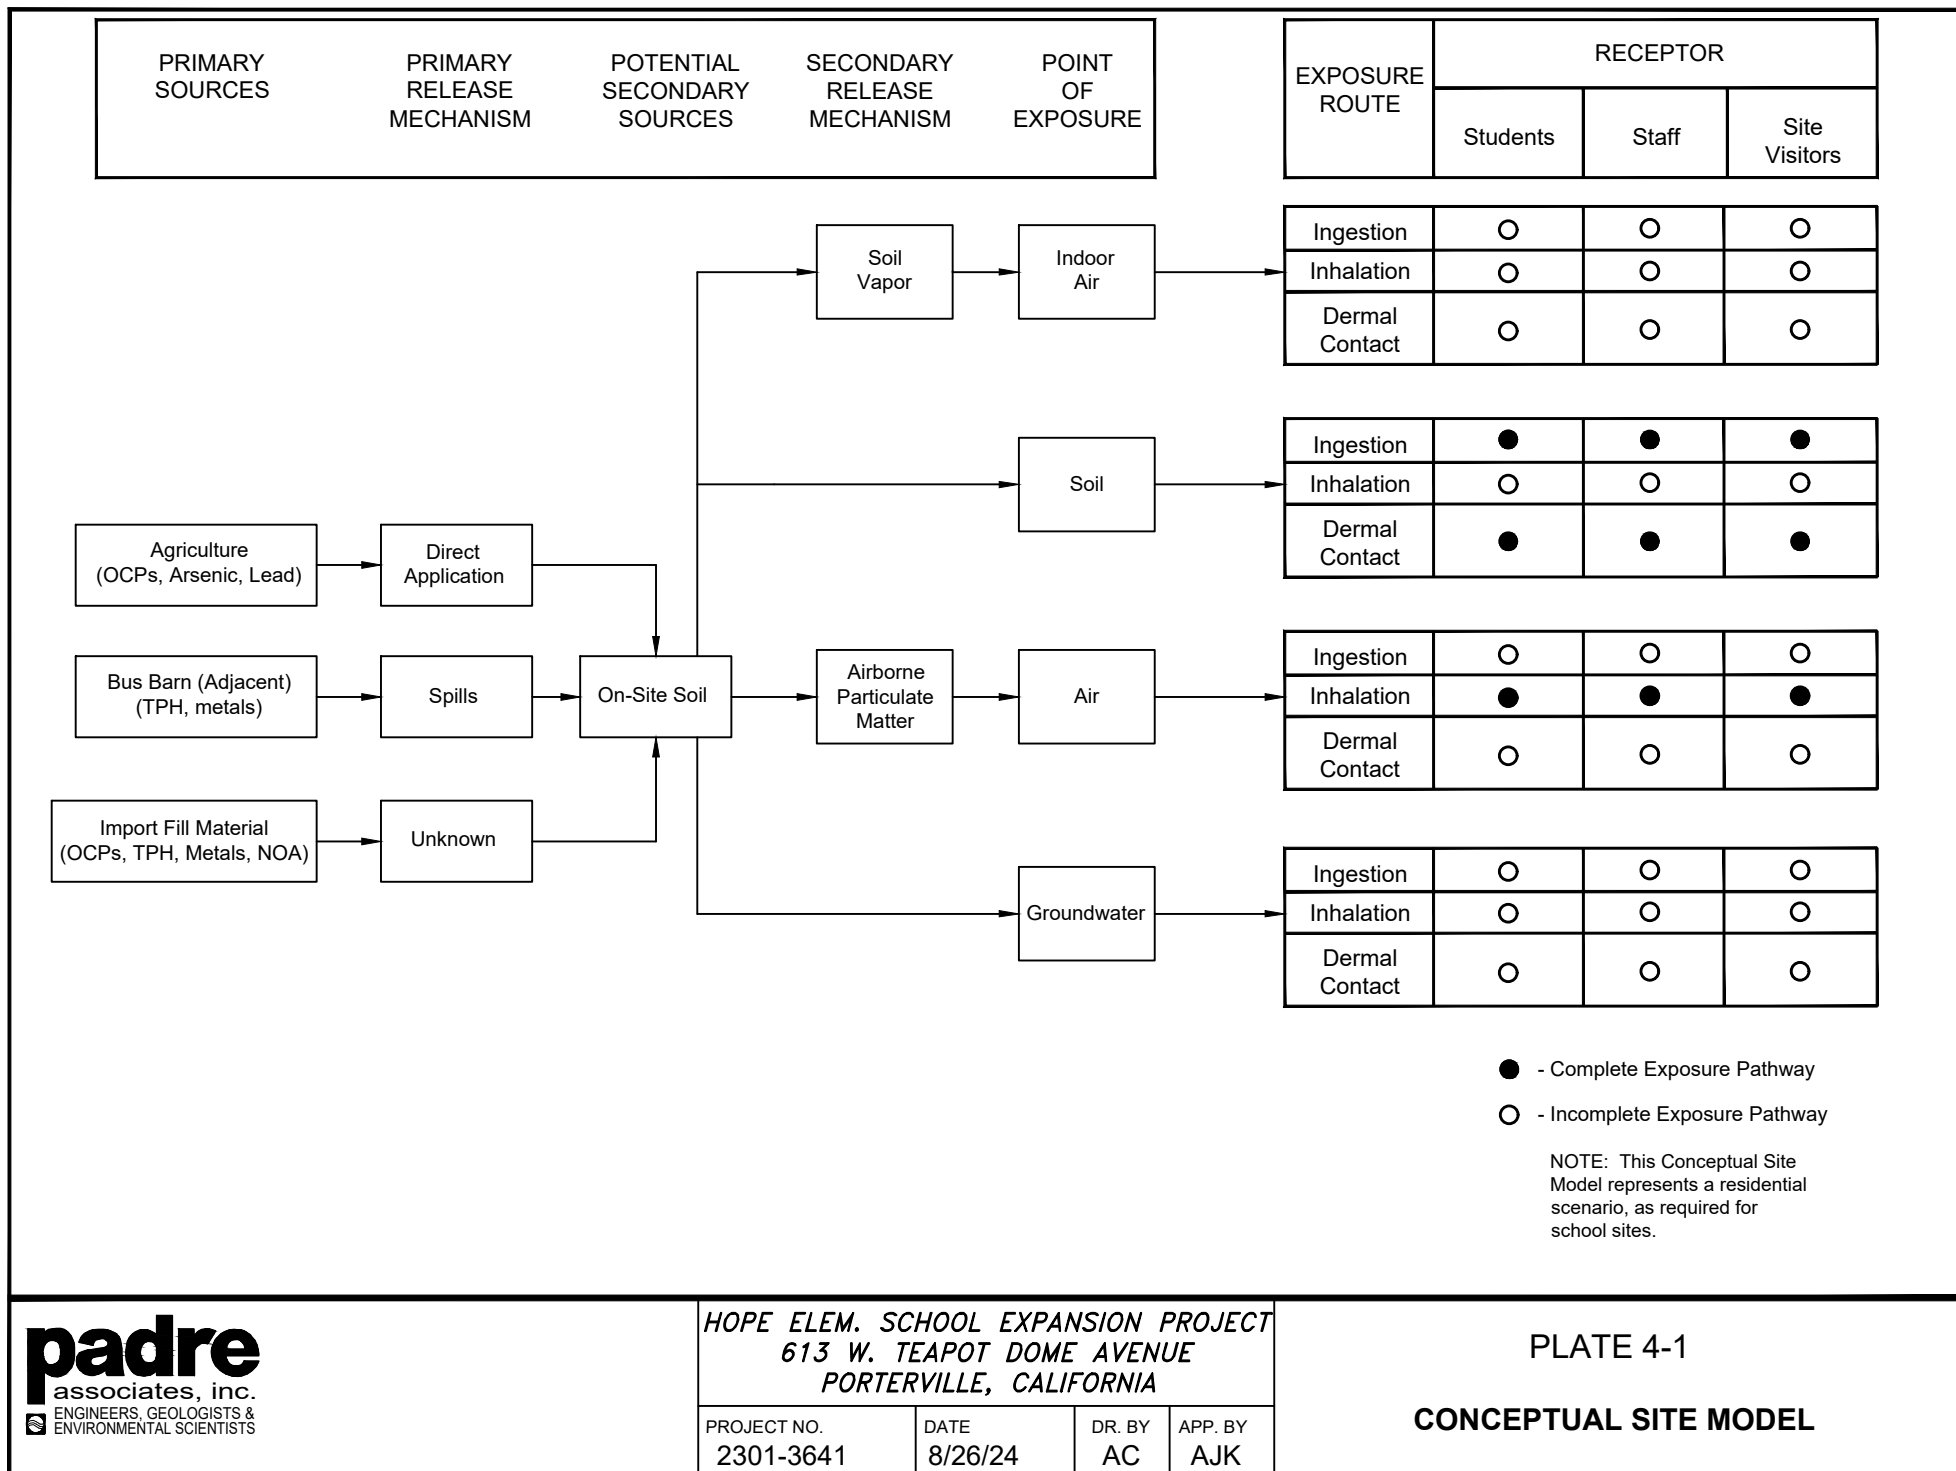 PRIMARY
SOURCES
PRIMARY
RELEASE
MECHANISM
POTENTIAL
SECONDARY
SOURCES
SECONDARY
RELEASE
MECHANISM
POINT
OF
EXPOSURE
EXPOSURE
ROUTE
RECEPTOR
Students
Staff
Site
Visitors
Soil
Vapor
Indoor
Air
Ingestion
Inhalation
Dermal
Contact
Soil
Ingestion
Inhalation
Dermal
Contact
Agriculture
(OCPs, Arsenic, Lead)
Direct
Application
Bus Barn (Adjacent)
(TPH, metals)
Spills
On-Site Soil
Airborne
Particulate
Matter
Air
Ingestion
Inhalation
Dermal
Contact
Import Fill Material
(OCPs, TPH, Metals, NOA)
Unknown
Groundwater
Ingestion
Inhalation
Dermal
Contact
- Complete Exposure Pathway
- Incomplete Exposure Pathway
NOTE: This Conceptual Site
Model represents a residential
scenario, as required for
school sites.
padre
associates, inc.
ENGINEERS, GEOLOGISTS &
ENVIRONMENTAL SCIENTISTS
HOPE ELEM. SCHOOL EXPANSION PROJECT
613 W. TEAPOT DOME AVENUE
PORTERVILLE, CALIFORNIA
PROJECT NO.
2301-3641
DATE
8/26/24
DR. BY
AC
APP. BY
AJK
PLATE 4-1
CONCEPTUAL SITE MODEL